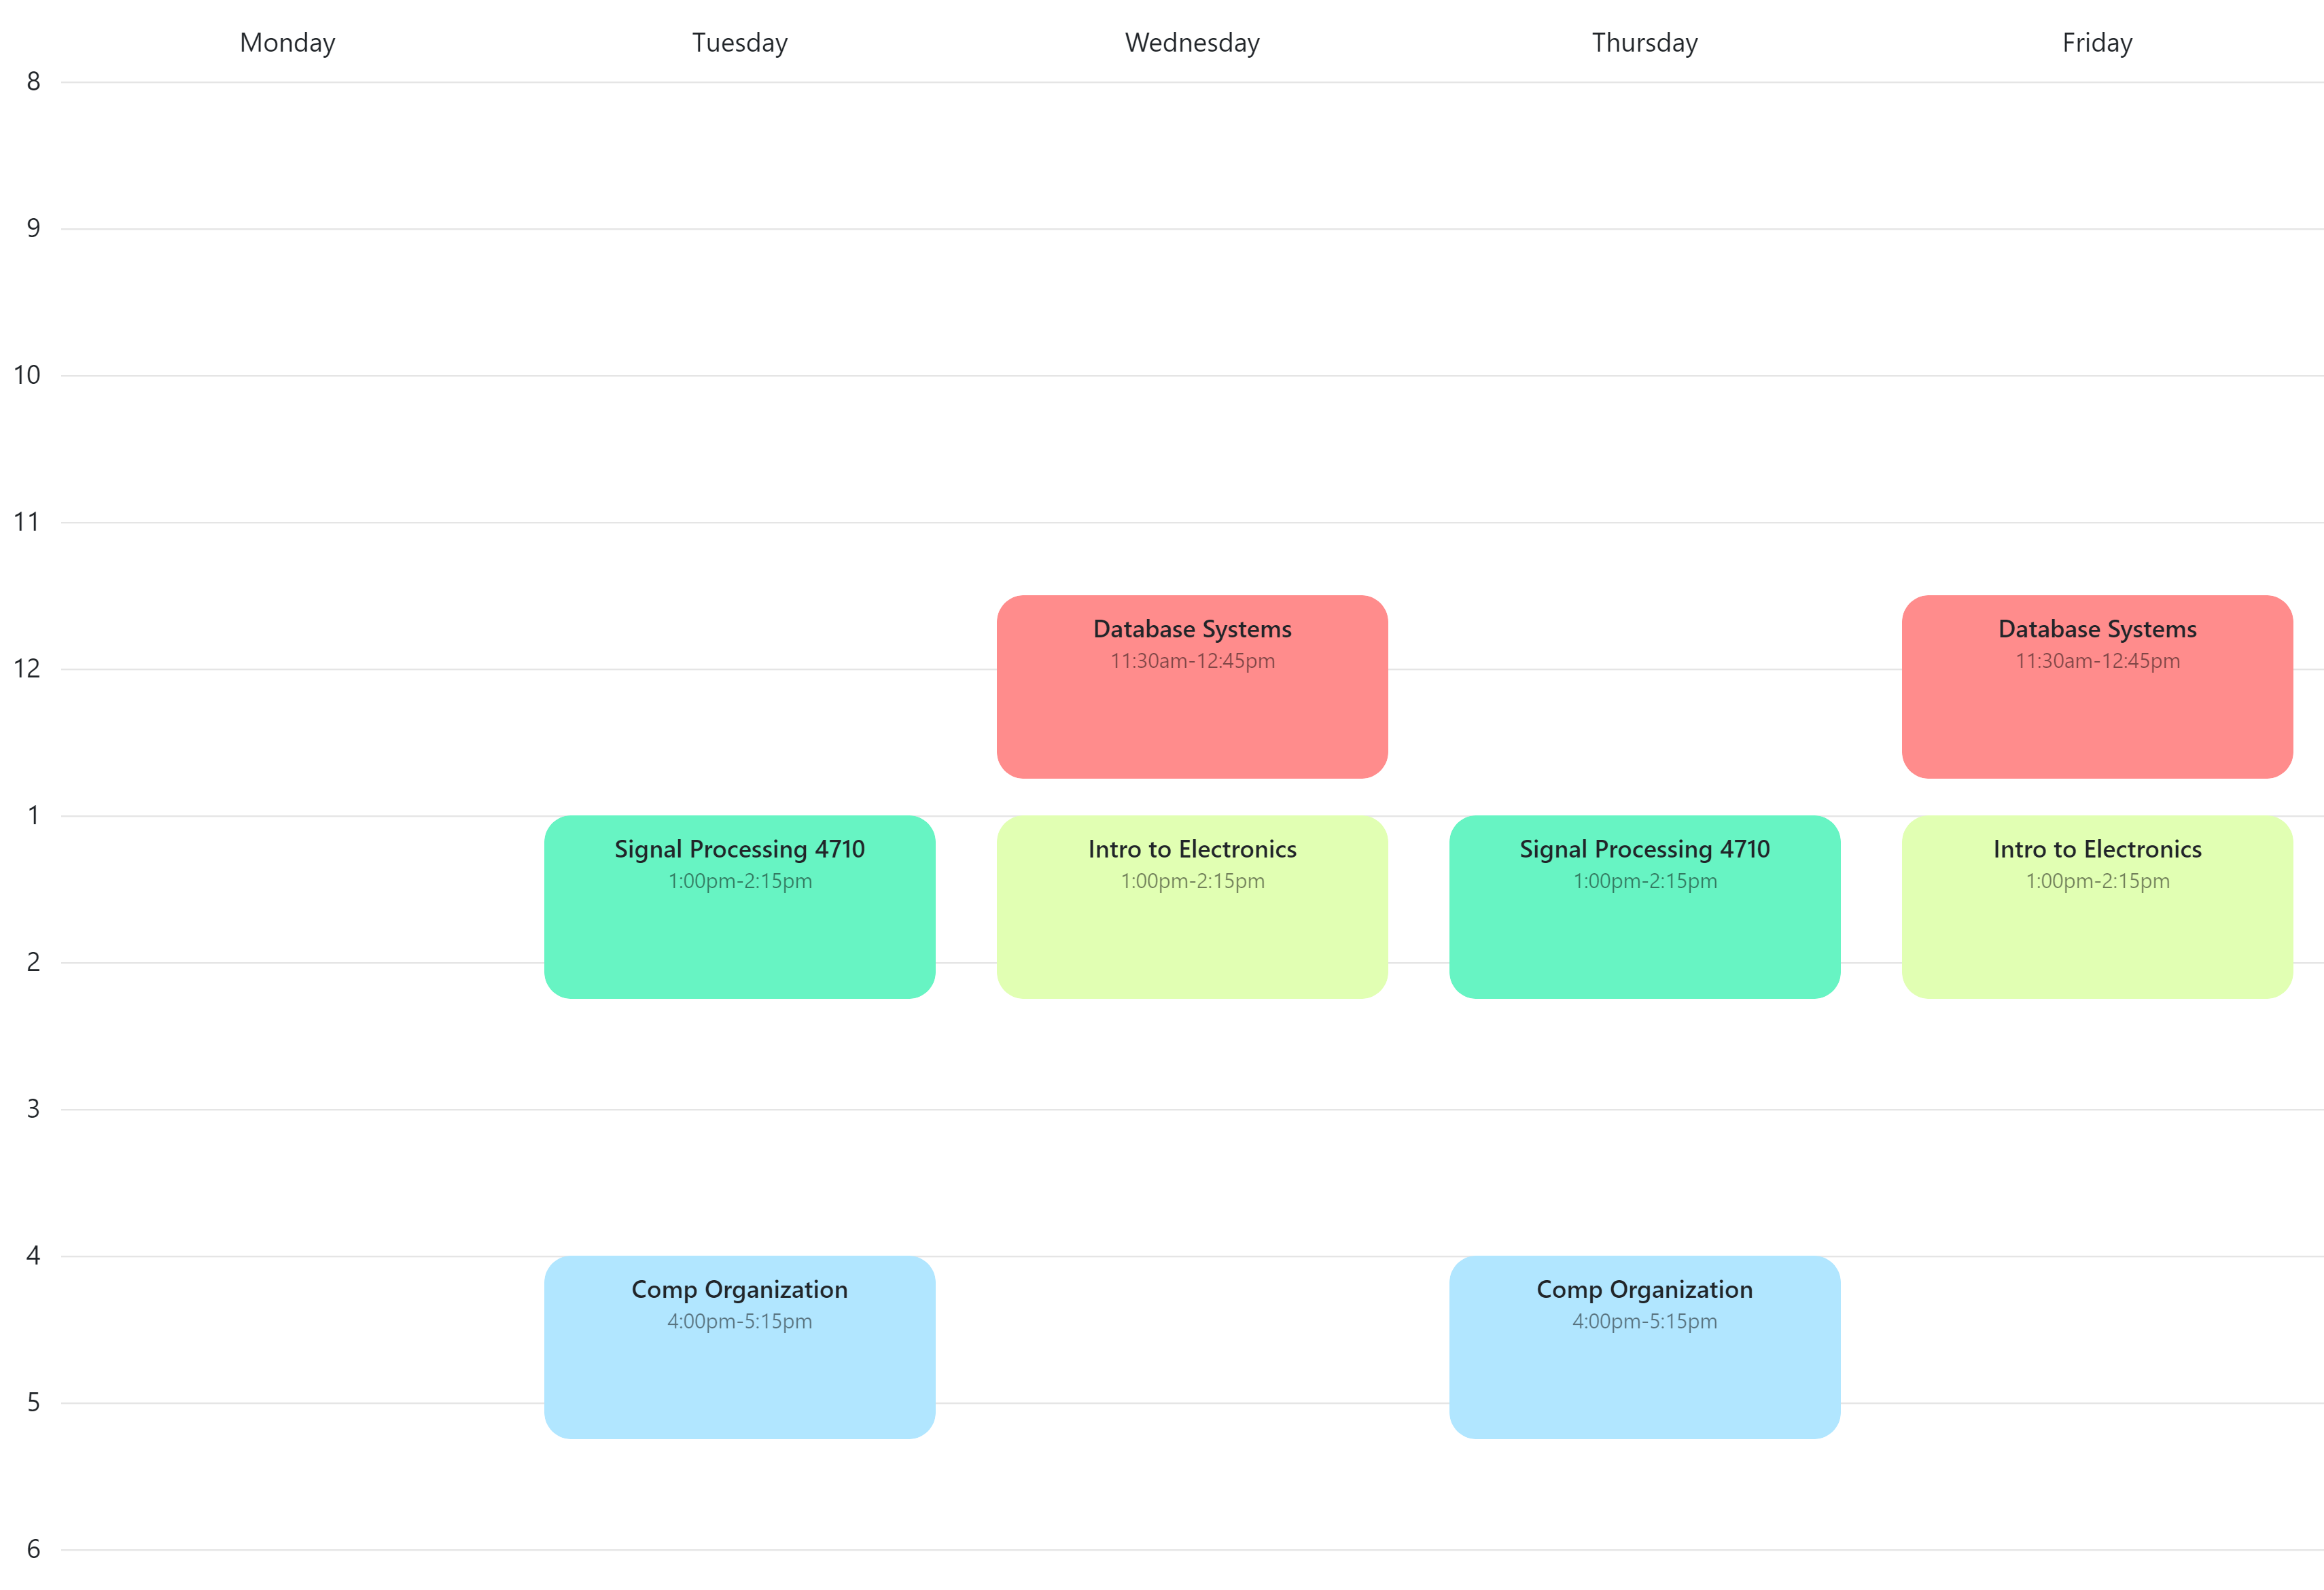 Monday Tuesday Wednesday Thursday Friday
8
9
10
11
Database Systems Database Systems
11:30am-12:45pm 11:30am-12:45pm
12
1
Signal Processing 4710 Intro to Electronics Signal Processing 4710 Intro to Electronics
1:00pm-2:15pm 1:00pm-2:15pm 1:00pm-2:15pm 1:00pm-2:15pm
2
3
4
Comp Organization Comp Organization
4:00pm-5:15pm 4:00pm-5:15pm
5
6